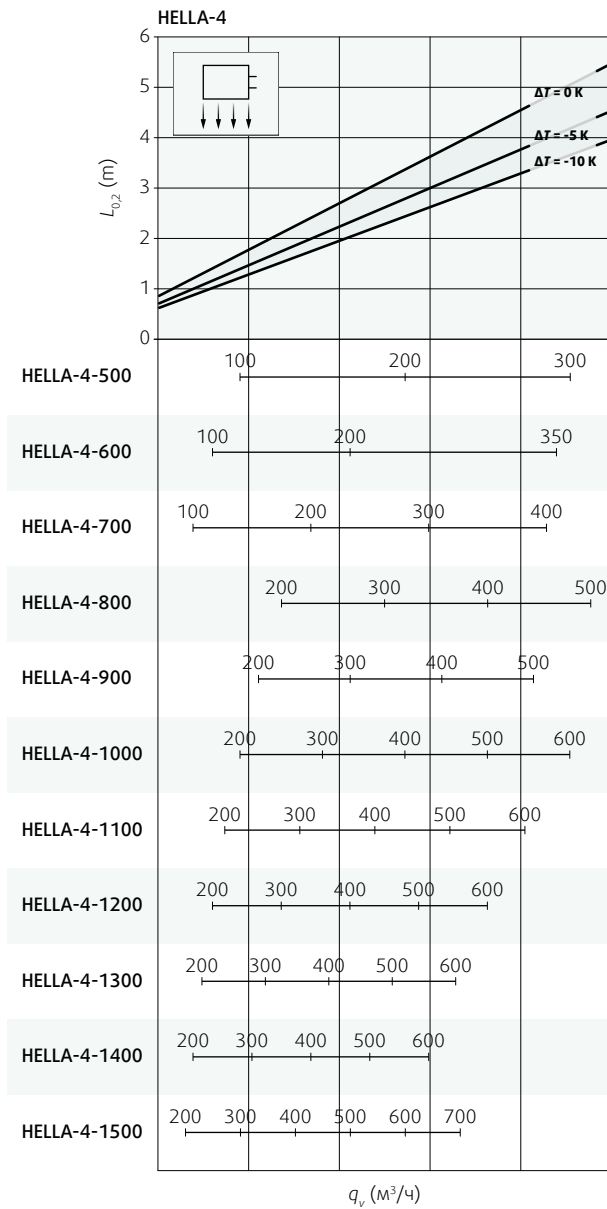 HELLA-4
6
5
4
3
2
1
0
L0,2 (m)
ΔT = 0 K
ΔT = -5 K
ΔT = -10 K
HELLA-4-500 100 200 300
HELLA-4-600 100 200 350
HELLA-4-700 100 200 300 400
HELLA-4-800 200 300 400 500
HELLA-4-900 200 300 400 500
HELLA-4-1000 200 300 400 500 600
HELLA-4-1100 200 300 400 500 600
HELLA-4-1200 200 300 400 500 600
HELLA-4-1300 200 300 400 500 600
HELLA-4-1400 200 300 400 500 600
HELLA-4-1500 200 300 400 500 600 700
qv (м³/ч)